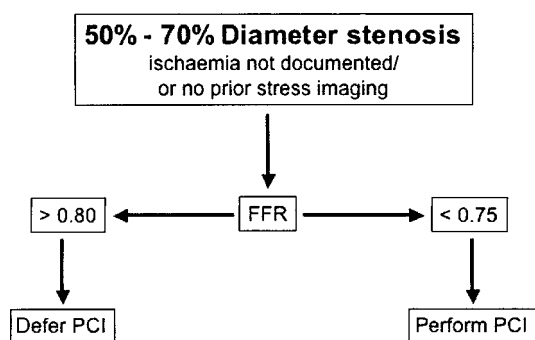 50% - 70% Diameter stenosis
ischaemia not documented/
or no prior stress imaging
> 0.80
FFR
< 0.75
Defer PCI
Perform PCI